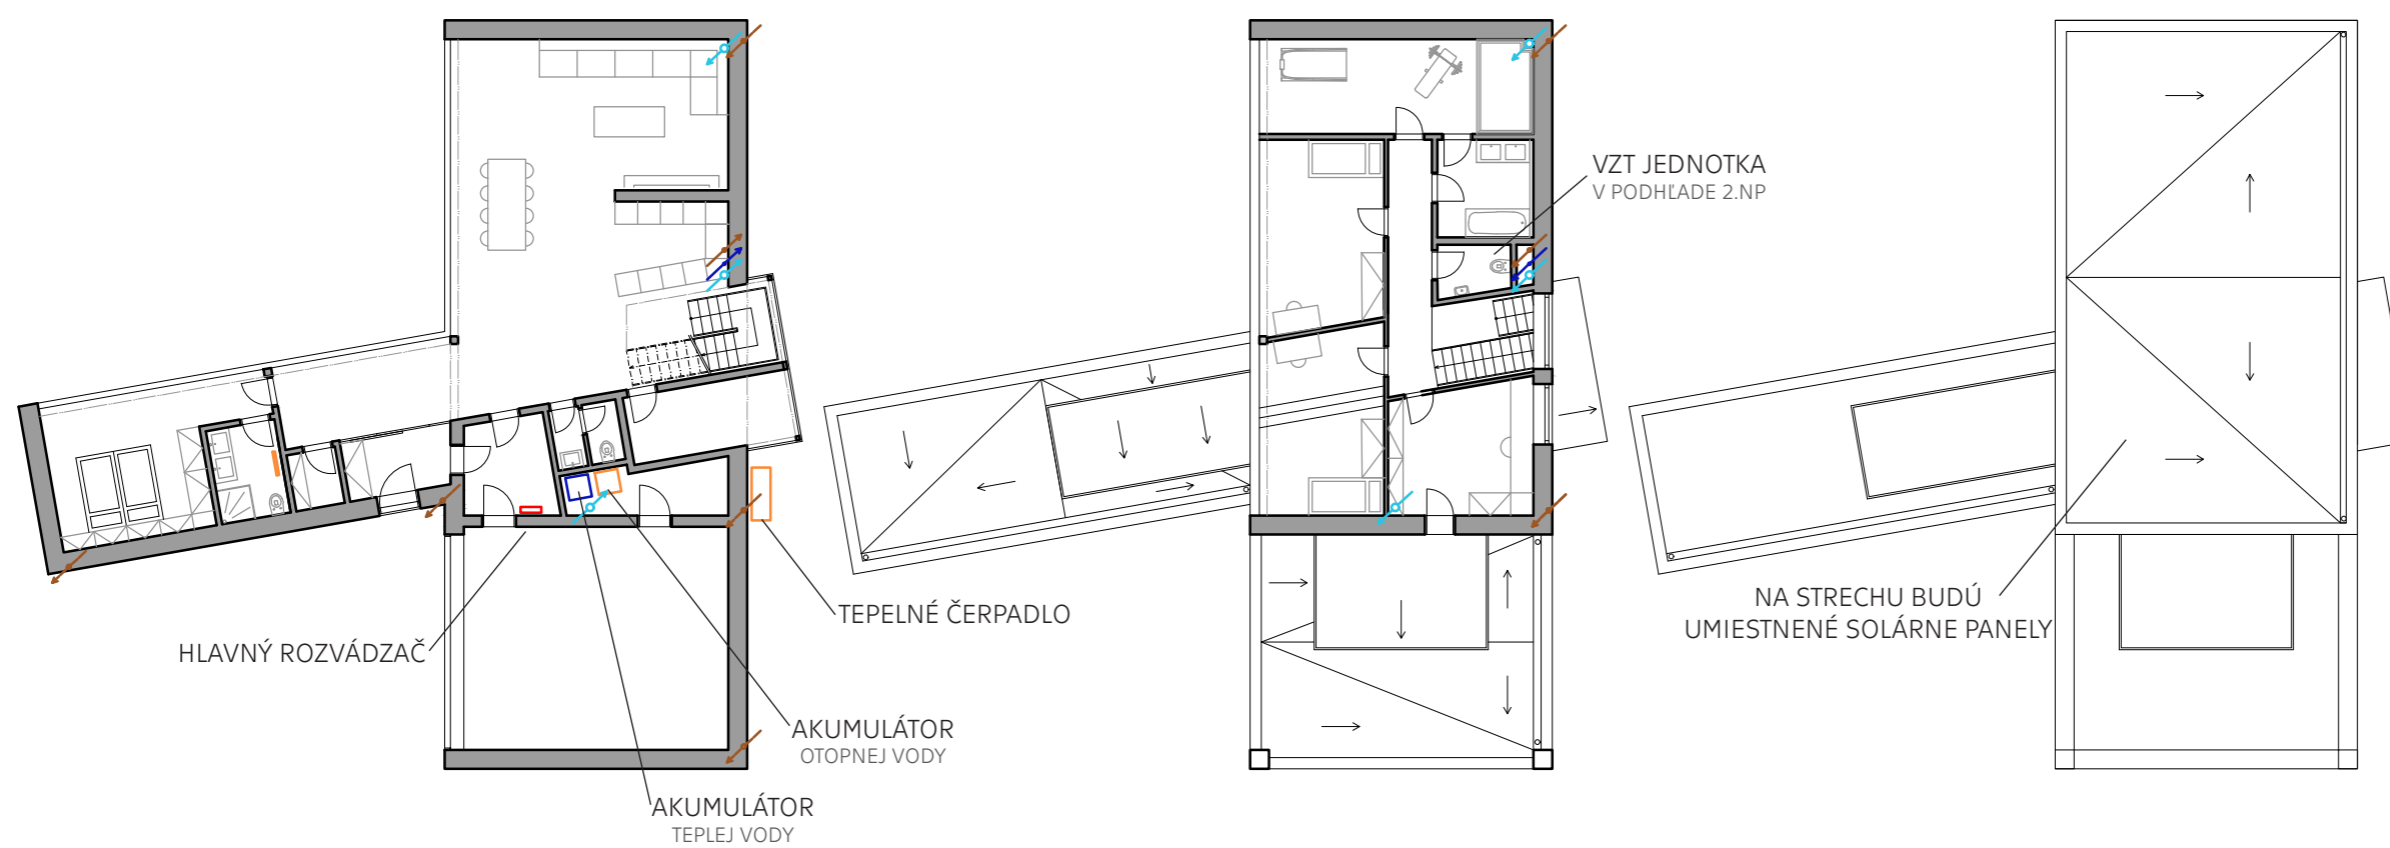 VZT JEDNOTKA
V PODHĽADE 2.NP
TEPELNÉ ČERPADLO
HLAVNÝ ROZVÁDZAČ
NA STRECHU BUDÚ
UMIESTNENÉ SOLÁRNE PANELY
AKUMULÁTOR
OTOPNEJ VODY
AKUMULÁTOR
TEPLEJ VODY